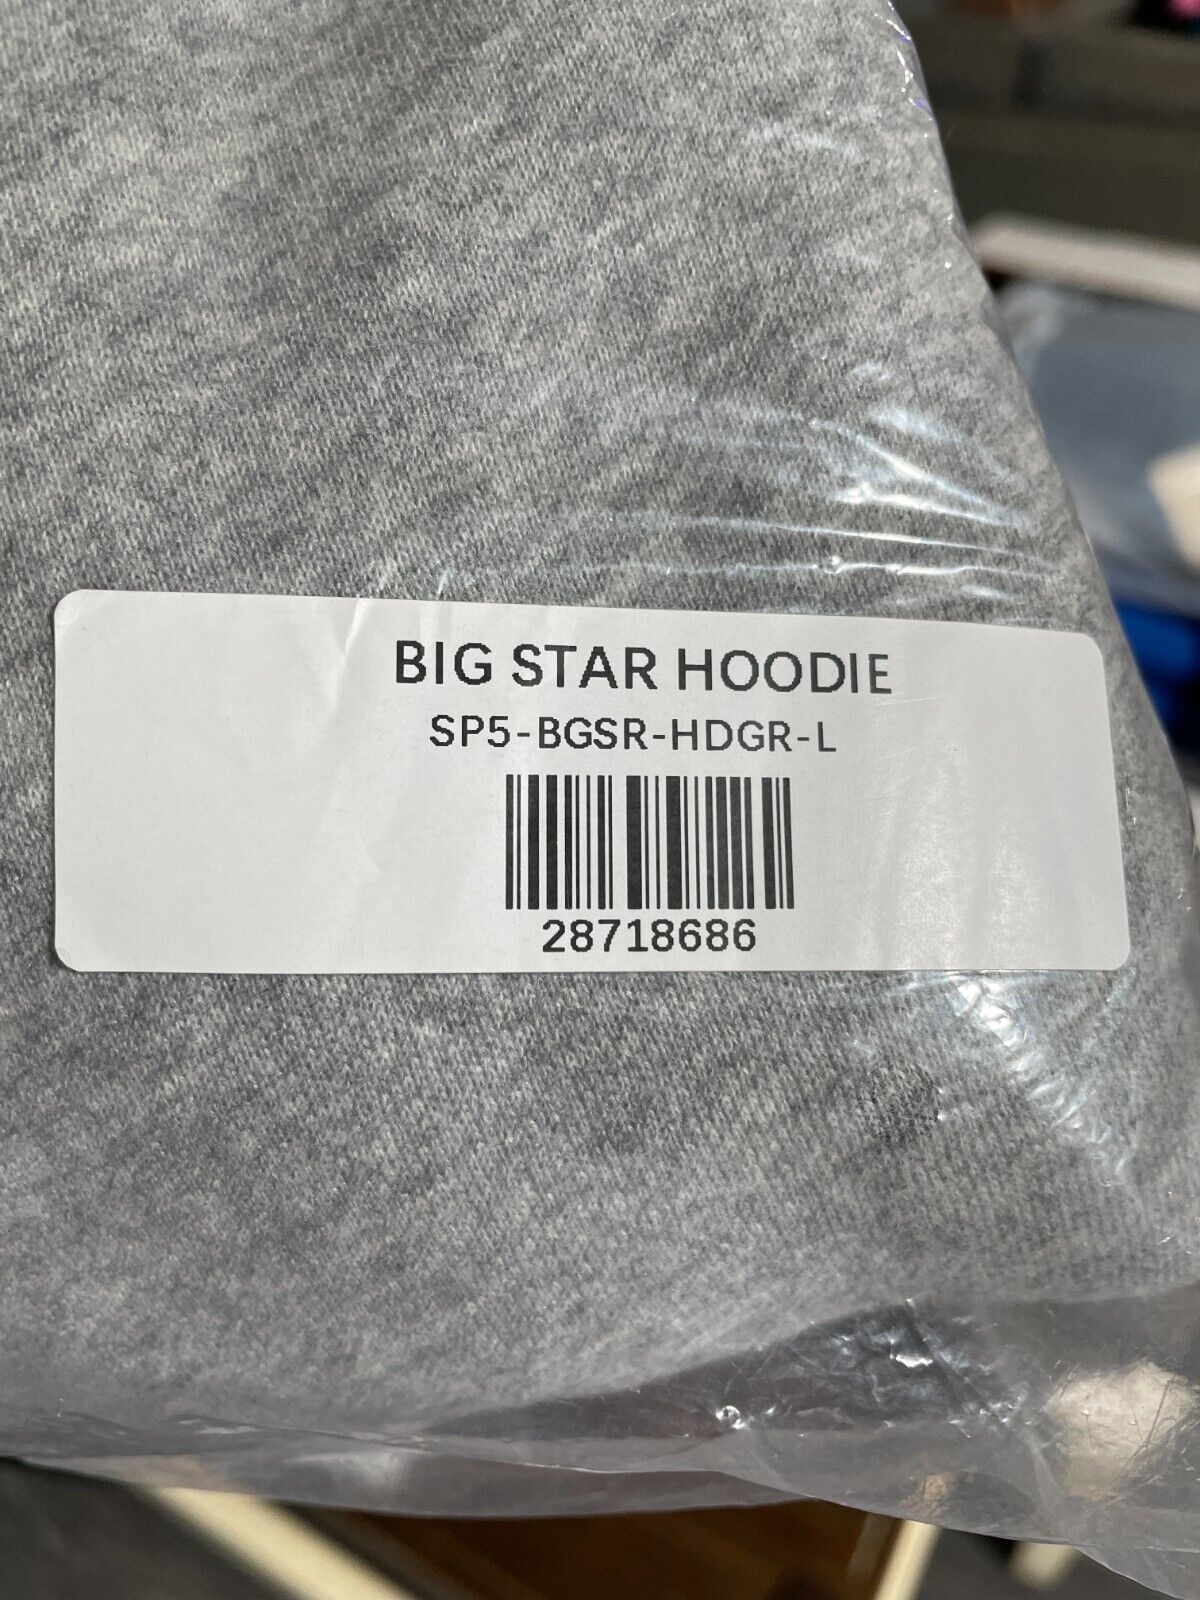 BIG STAR HOODIE
SP5-BGSR-HDGR-L
28718686